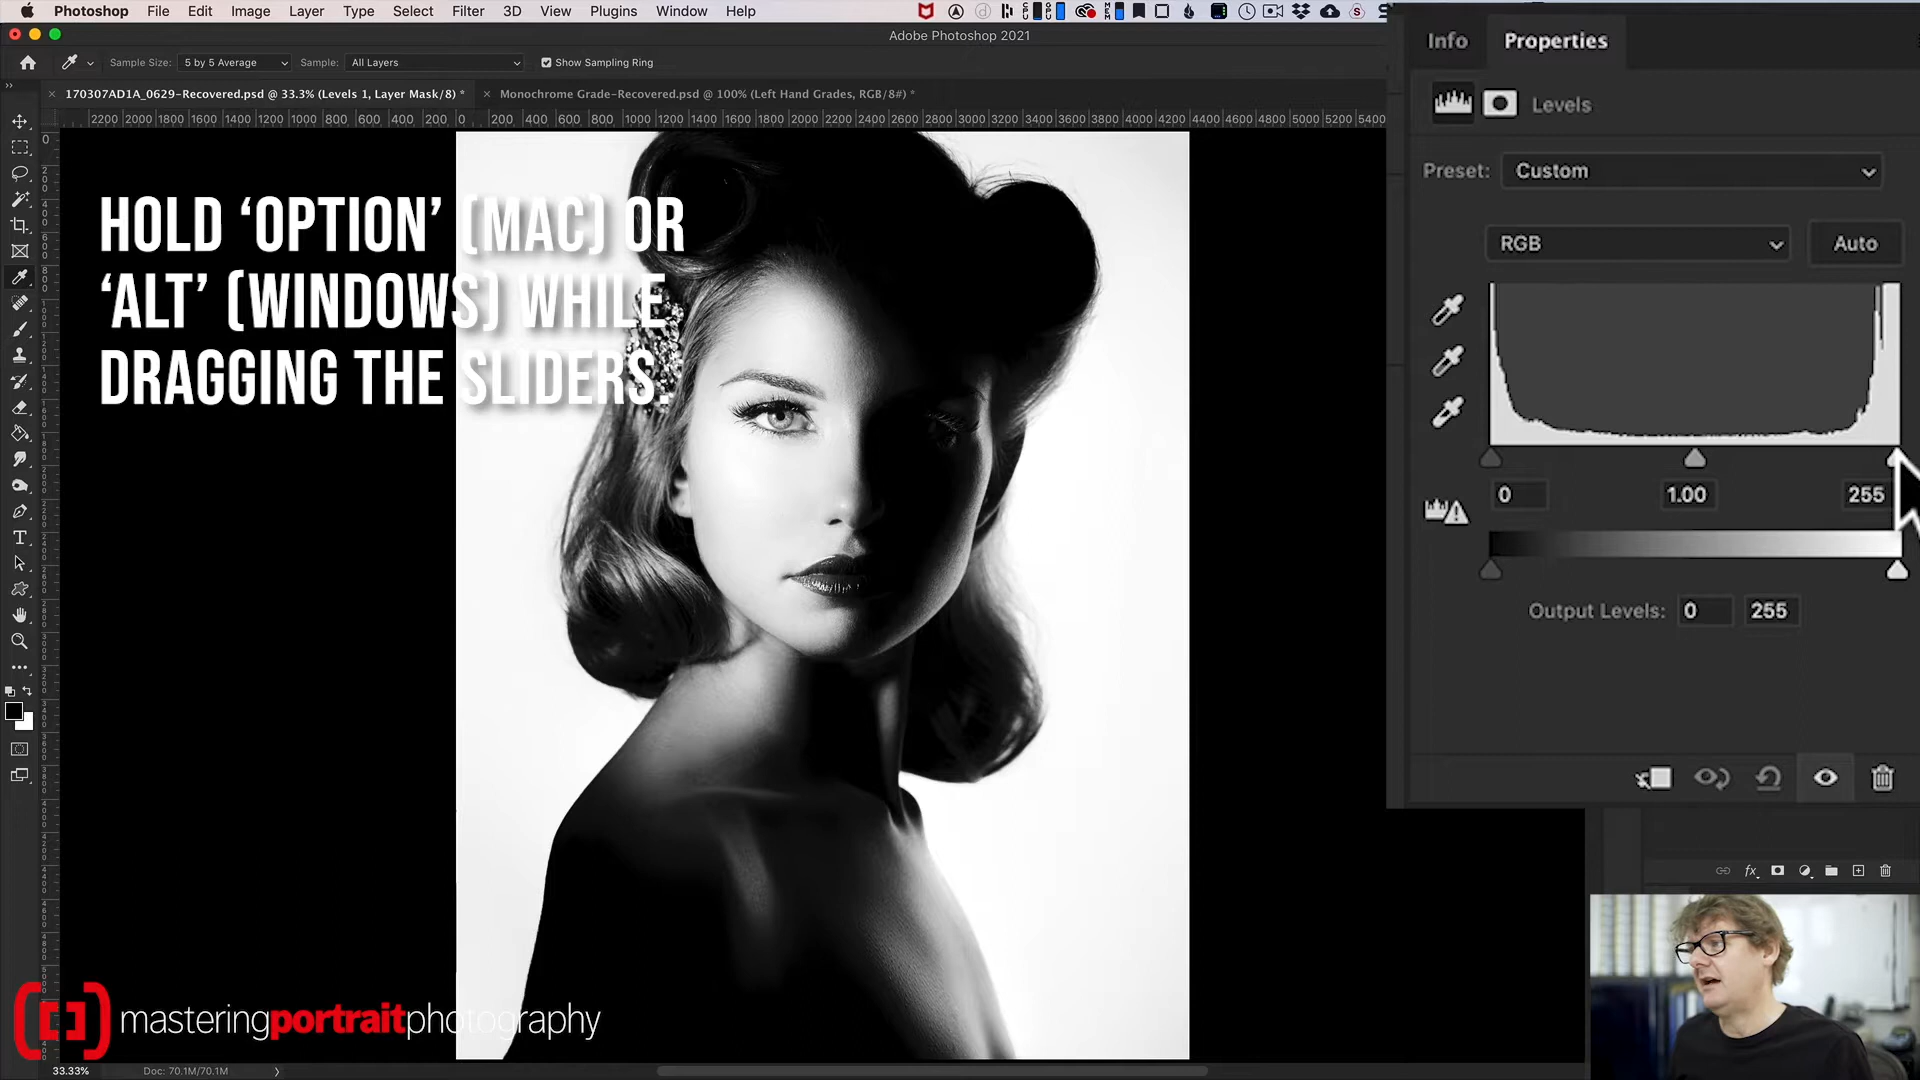 Photoshop File Edit Image Layer Type Select Filter 3D View Plugins Window Help
Adobe Photoshop 2021
Sample Size: 5 by 5 Average Sample: All Layers Show Sampling Ring
170307AD1A_0629-Recovered.psd @ 33.3% (Levels 1, Layer Mask/8) * Monochrome Grade-Recovered.psd @ 100% (Left Hand Grades, RGB/8#) *
2200 2000 1800 1600 1400 1200 1000 800 600 400 200 0 200 400 600 800 1000 1200 1400 1600 1800 2000 2200 2400 2600 2800 3000 3200 3400 3600 3800 4000 4200 4400 4600 4800 5000 5200 5400
HOLD ‘OPTION’ (MAC) OR
‘ALT’ (WINDOWS) WHILE
DRAGGING THE SLIDERS.
Info Properties
Levels
Preset: Custom
RGB Auto
0 1.00 255
Output Levels: 0 255
fx
masteringportraitphotography
33.33% Doc: 70.1M/70.1M